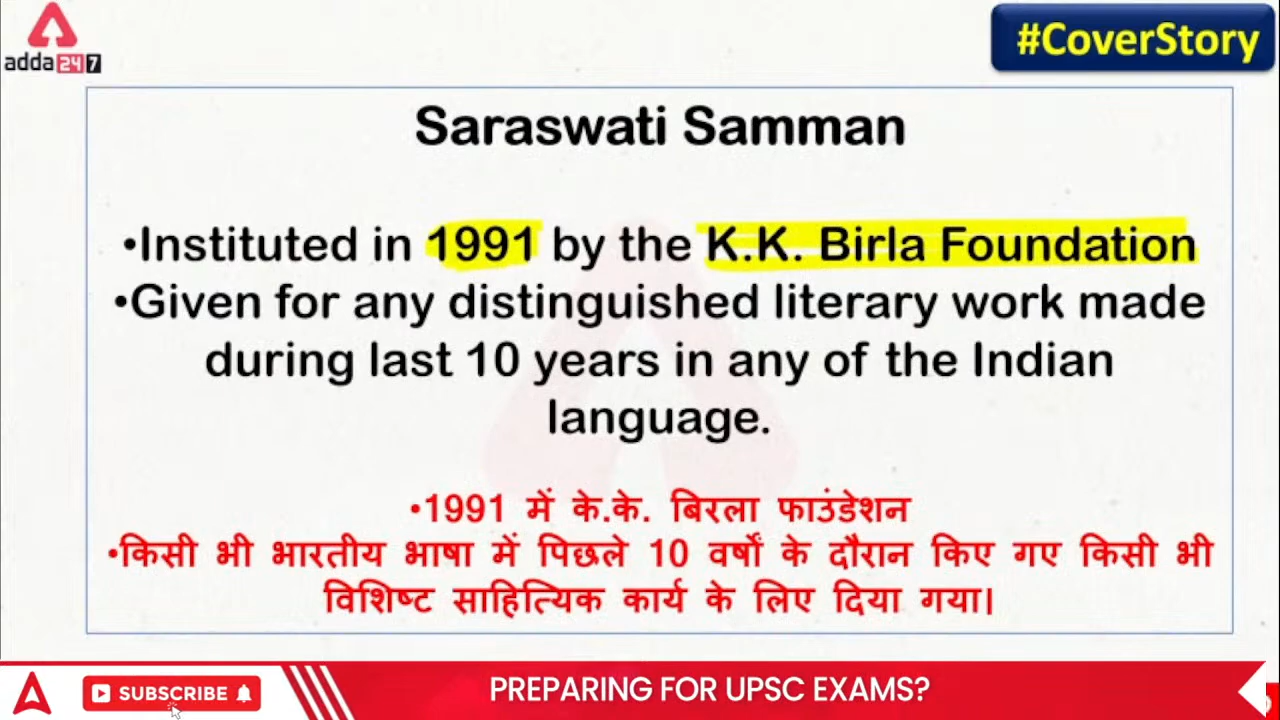 adda247
#CoverStory
Saraswati Samman
•Instituted in 1991 by the K.K. Birla Foundation
•Given for any distinguished literary work made
during last 10 years in any of the Indian
language.
•1991 में के.के. बिरला फाउंडेशन
•किसी भी भारतीय भाषा में पिछले 10 वर्षों के दौरान किए गए किसी भी
विशिष्ट साहित्यिक कार्य के लिए दिया गया।
SUBSCRIBE
PREPARING FOR UPSC EXAMS?